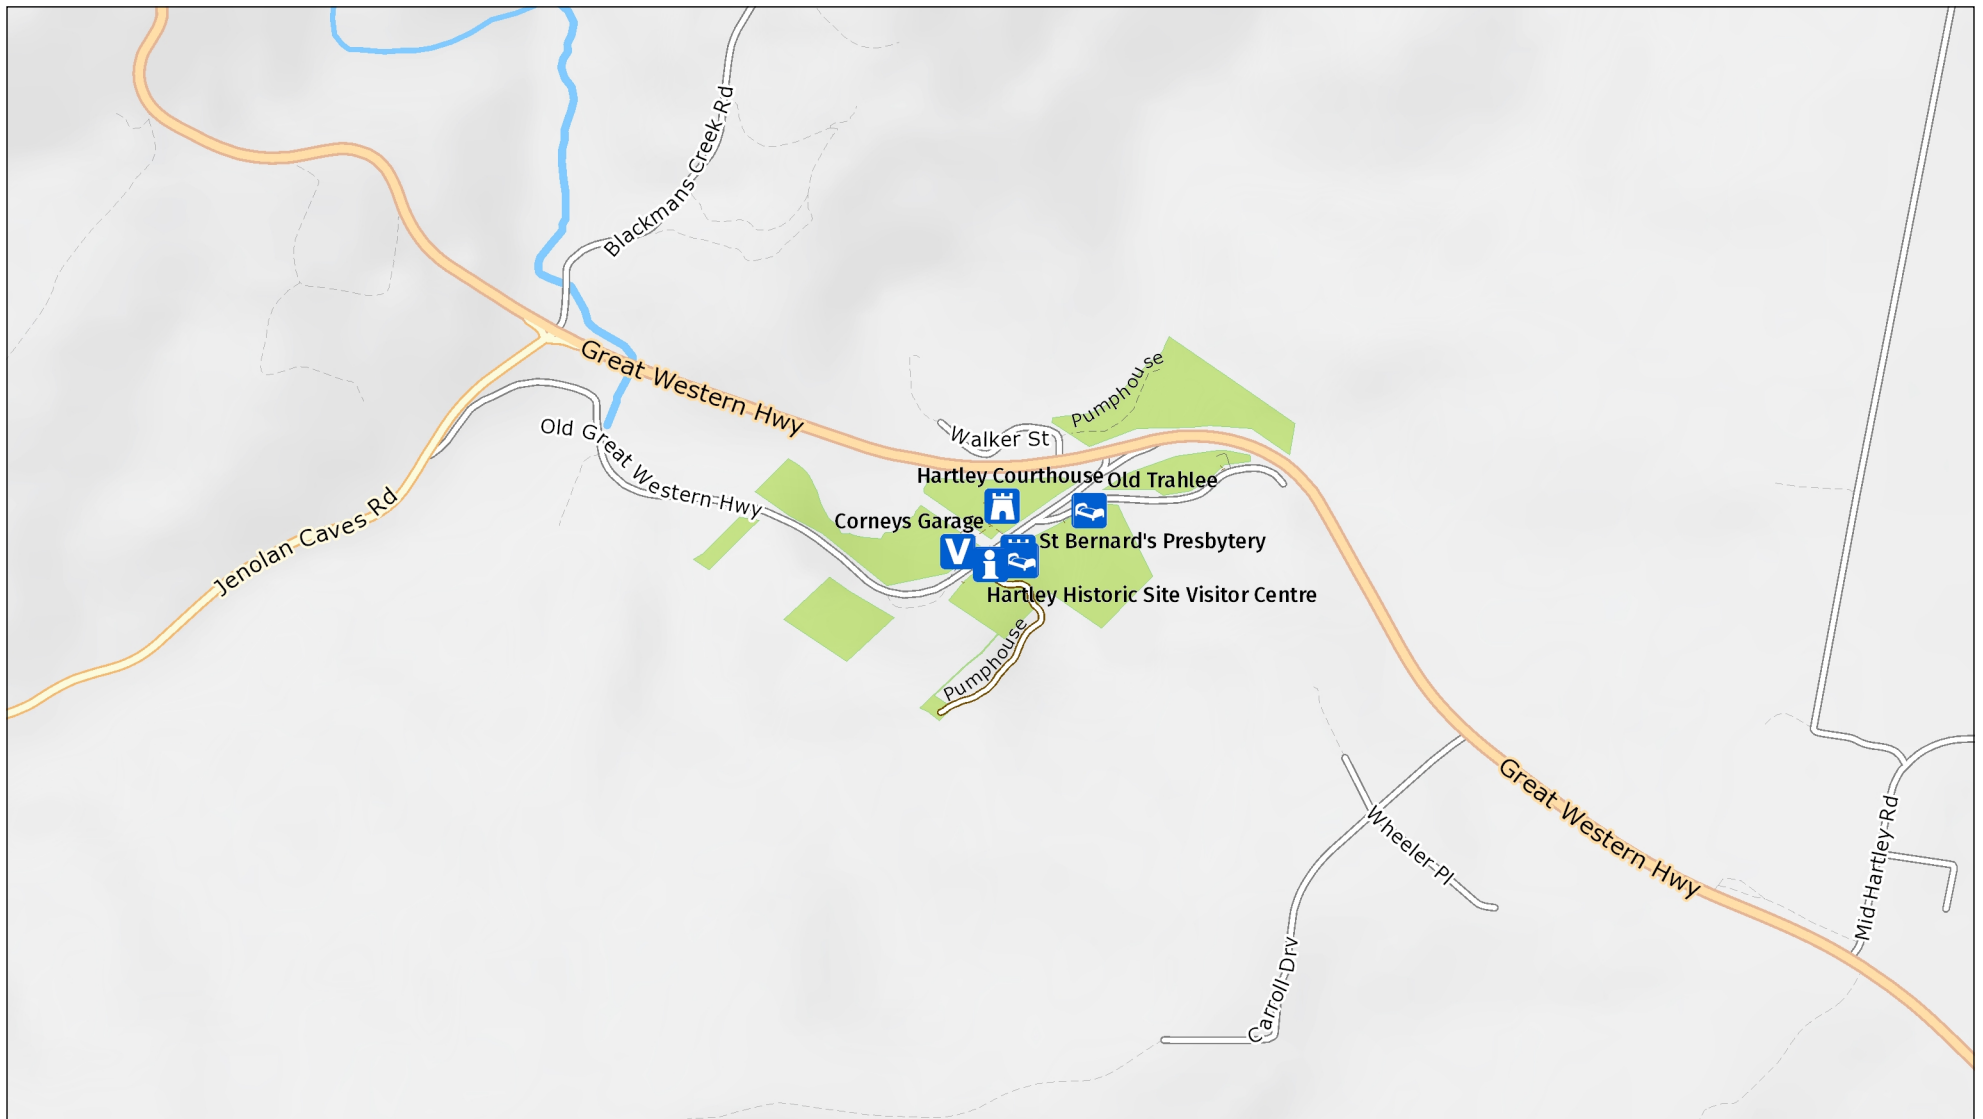 Blackmans-Creek-Rd
Great Western Hwy
Old Great Western Hwy
Jenolan Caves Rd
Pumphouse
Walker St
Hartley Courthouse
Old Trahlee
Corneys Garage
V
i
St Bernard's Presbytery
Hartley Historic Site Visitor Centre
Pumphouse
Great Western Hwy
Wheeler-Pl
Mid-Hartley-Rd
Carroll-Drv